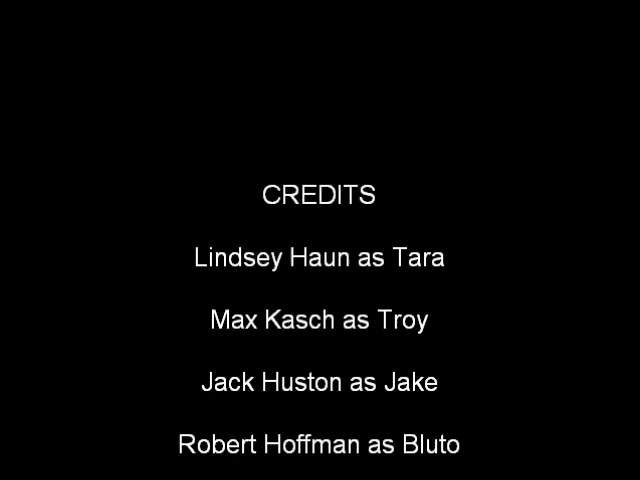 CREDITS
Lindsey Haun as Tara
Max Kasch as Troy
Jack Huston as Jake
Robert Hoffman as Bluto